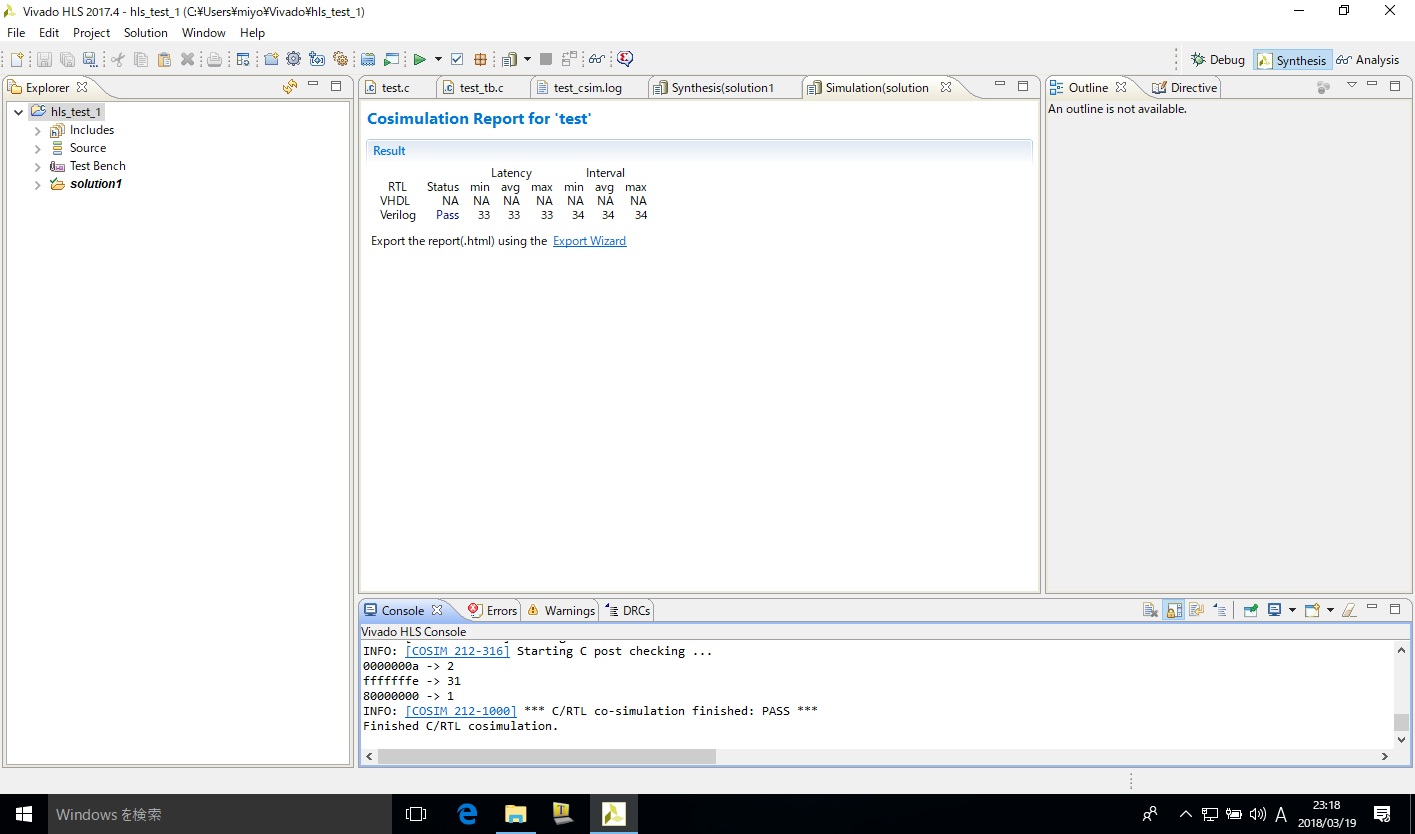 Vivado HLS 2017.4 - hls_test_1 (C:¥Users¥miyo¥Vivado¥hls_test_1)
File Edit Project Solution Window Help
Debug Synthesis Analysis
Explorer
hls_test_1
Includes
Source
Test Bench
solution1
test.c test_tb.c test_csim.log Synthesis(solution1 Simulation(solution
Cosimulation Report for 'test'
Result
Latency Interval
RTL Status min avg max min avg max
VHDL NA NA NA NA NA NA NA
Verilog Pass 33 33 33 34 34 34
Export the report(.html) using the Export Wizard
Outline Directive
An outline is not available.
Console Errors Warnings DRCs
Vivado HLS Console
INFO: [COSIM 212-316] Starting C post checking ...
0000000a -> 2
fffffffe -> 31
80000000 -> 1
INFO: [COSIM 212-1000] *** C/RTL co-simulation finished: PASS ***
Finished C/RTL cosimulation.
Windows を検索
A
23:18
2018/03/19